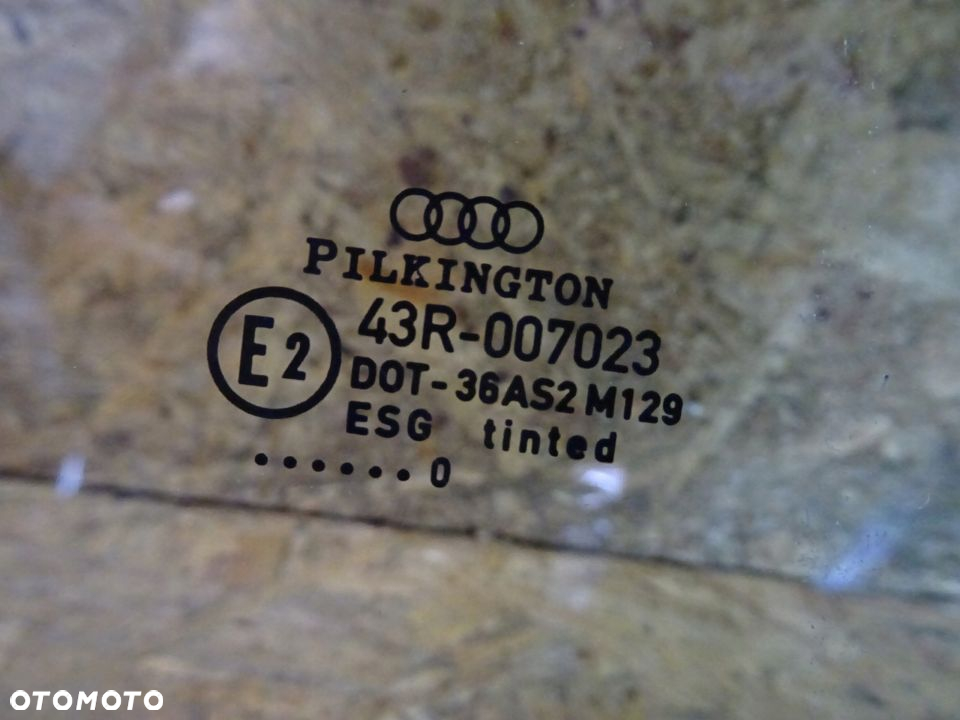 PILKINGTON
E2
43R-007023
DOT-36AS2 M129
ESG tinted
......0
OTOMOTO